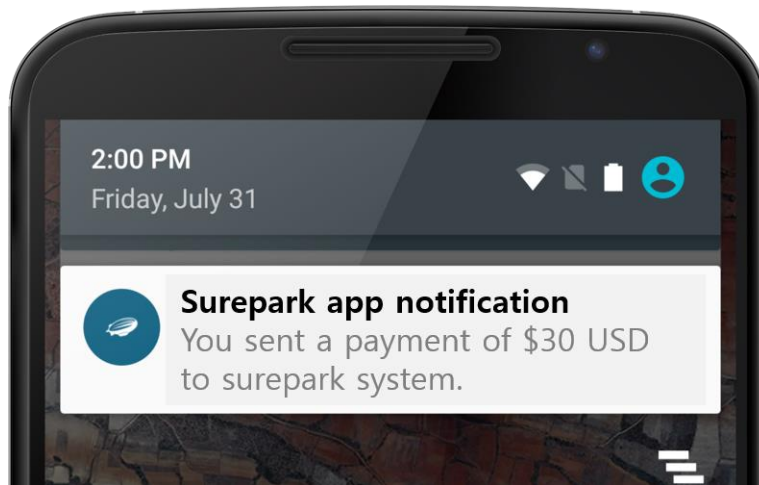 2:00 PM
Friday, July 31
Surepark app notification
You sent a payment of $30 USD
to surepark system.